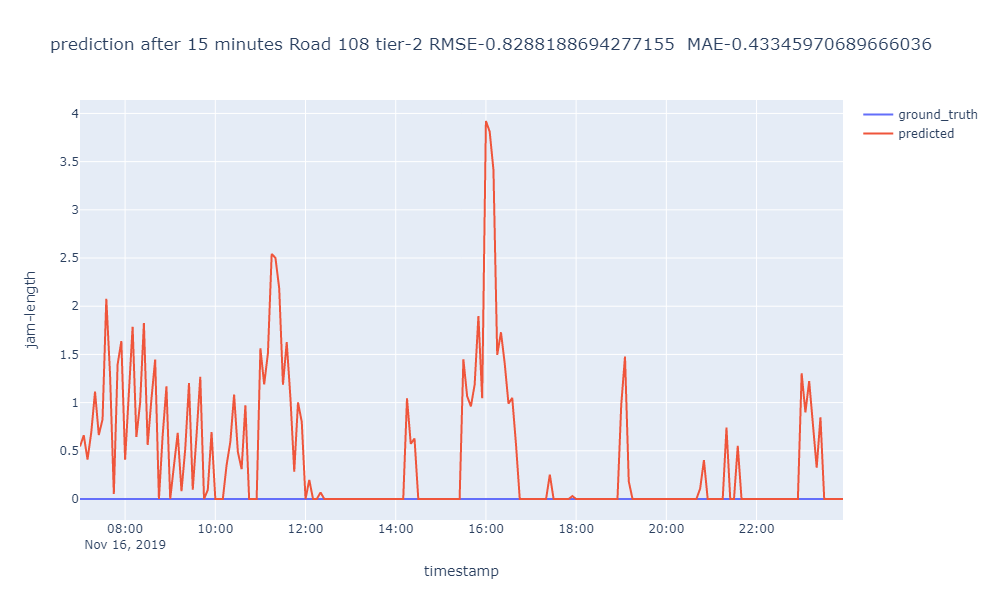 prediction after 15 minutes Road 108 tier-2 RMSE-0.8288188694277155  MAE-0.43345970689666036
ground_truth
predicted
jam-length
4
3.5
3
2.5
2
1.5
1
0.5
0
08:00 10:00 12:00 14:00 16:00 18:00 20:00 22:00
Nov 16, 2019
timestamp